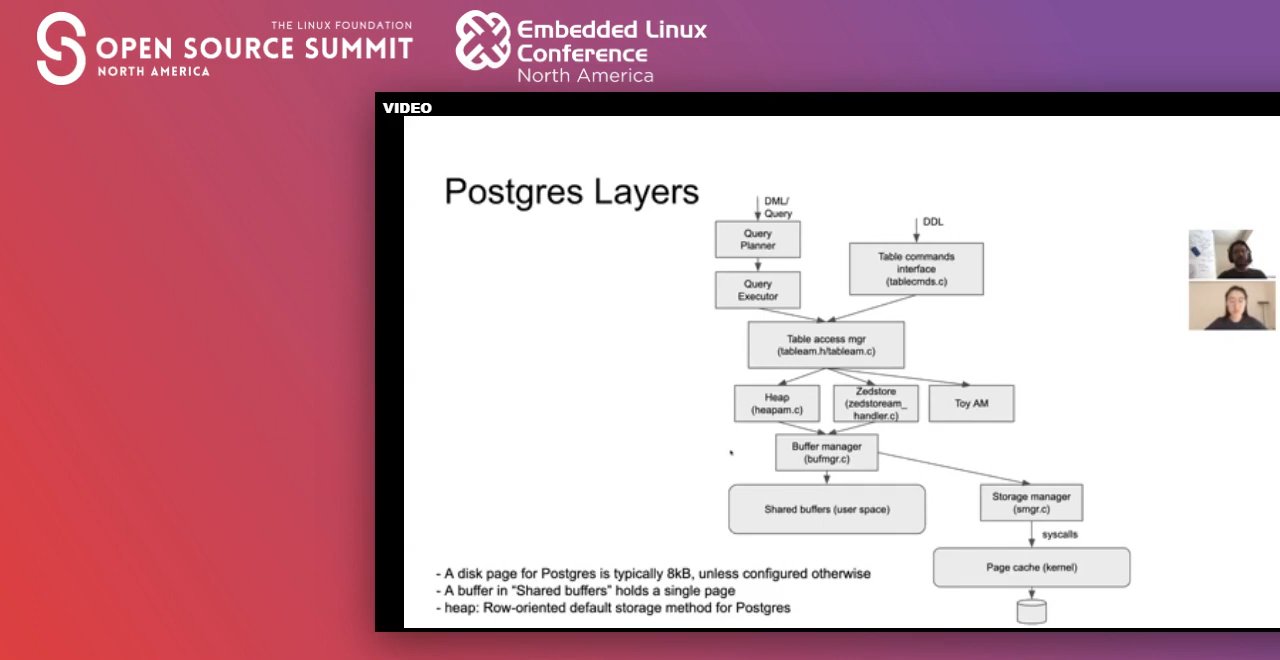 THE LINUX FOUNDATION
OPEN SOURCE SUMMIT
NORTH AMERICA
Embedded Linux
Conference
North America
VIDEO
Postgres Layers
DML/
Query
Query
Planner
DDL
Table commands
interface
(tablecmds.c)
Query
Executor
Table access mgr
(tableam.h/tableam.c)
Heap
(heapam.c)
Zedstore
(zedstoream_
handler.c)
Toy AM
Buffer manager
(bufmgr.c)
Shared buffers (user space)
Storage manager
(smgr.c)
syscalls
Page cache (kernel)
- A disk page for Postgres is typically 8kB, unless configured otherwise
- A buffer in “Shared buffers” holds a single page
- heap: Row-oriented default storage method for Postgres